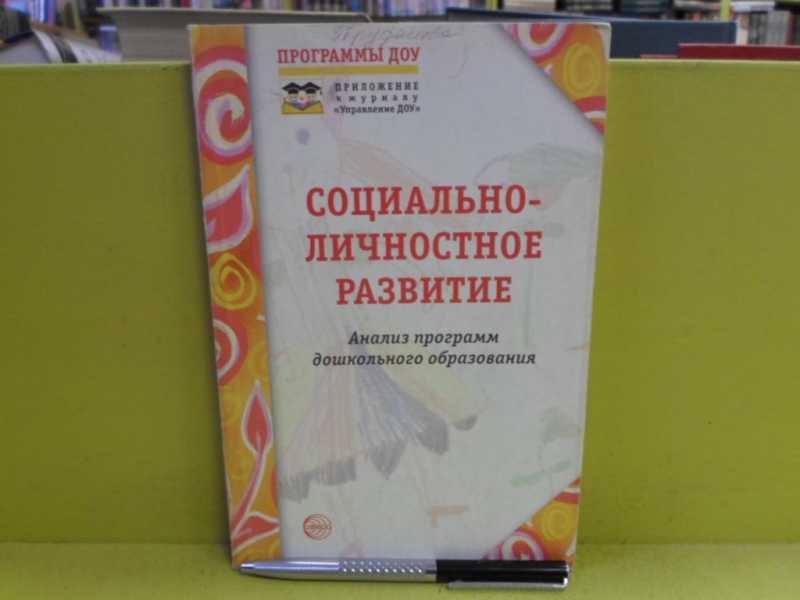 ПРОГРАММЫ ДОУ
ПРИЛОЖЕНИЕ
к журналу
«Управление ДОУ»
СОЦИАЛЬНО-
ЛИЧНОСТНОЕ
РАЗВИТИЕ
Анализ программ
дошкольного образования